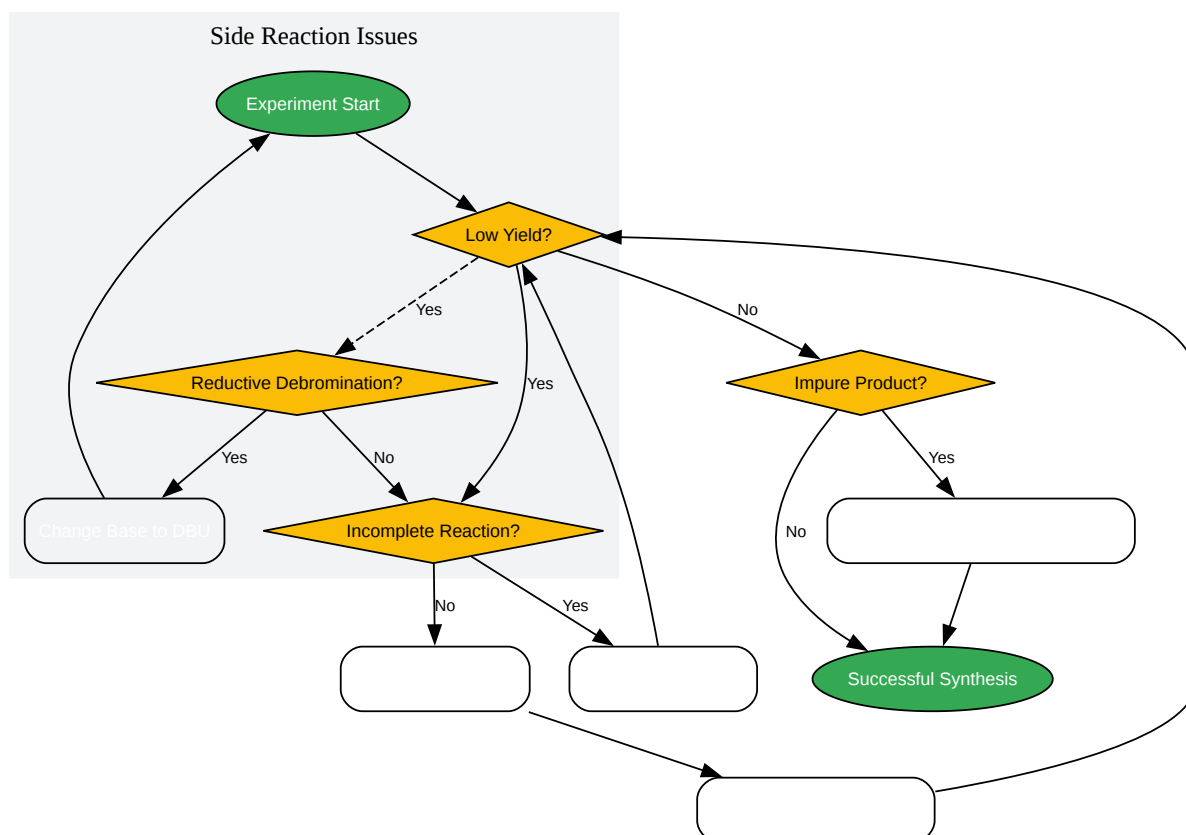 Side Reaction Issues
Experiment Start
Low Yield?
Yes
No
Reductive Debromination?
Yes
Impure Product?
Yes
No
Yes
Change Base to DBU
Incomplete Reaction?
No
No
Yes
Successful Synthesis